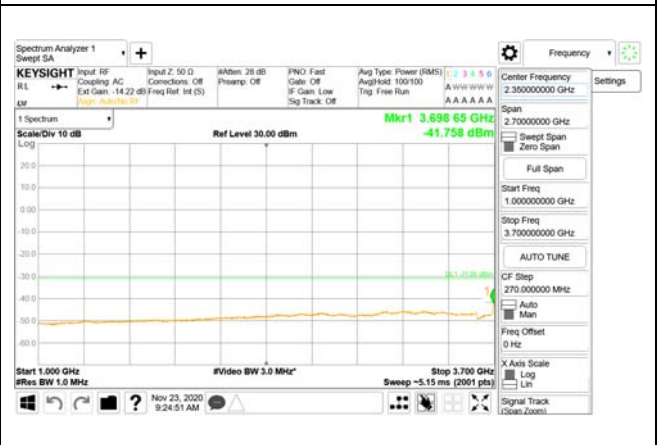 Spectrum Analyzer 1
Swept SA
+
Frequency
KEYSIGHT
RL
Input: RF
Coupling: AC
Ext Gain: -14.22 dB
Align: Auto/No RF
Input Z: 50 Ω
Corrections: Off
Freq Ref: Int (S)
#Atten: 28 dB
Preamp: Off
PNO: Fast
Gate: Off
IF Gain: Low
Sig Track: Off
Avg Type: Power (RMS)
Avg|Hold: 100/100
Trig: Free Run
1 2 3 4 5 6
A W W W W W
A A A A A A
Center Frequency
2.350000000 GHz
Settings
Span
2.70000000 GHz
Swept Span
Zero Span
Full Span
Start Freq
1.000000000 GHz
Stop Freq
3.700000000 GHz
AUTO TUNE
CF Step
270.000000 MHz
Auto
Man
Freq Offset
0 Hz
X Axis Scale
Log
Lin
Signal Track
(Span Zoom)
1 Spectrum
Scale/Div 10 dB
Ref Level 30.00 dBm
Mkr1 3.698 65 GHz
-41.758 dBm
Log
20.0
10.0
0.00
-10.0
-20.0
-30.0
-40.0
-50.0
-60.0
1
Start 1.000 GHz
#Video BW 3.0 MHz*
Stop 3.700 GHz
#Res BW 1.0 MHz
Sweep ~5.15 ms (2001 pts)
?
Nov 23, 2020
9:24:51 AM